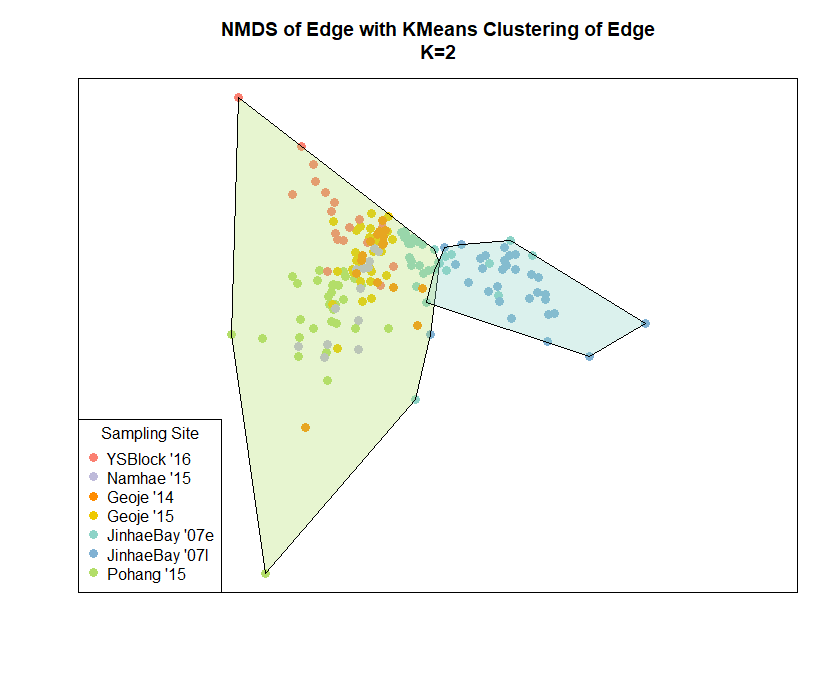 NMDS of Edge with KMeans Clustering of Edge
K=2
Sampling Site
YSBlock '16
Namhae '15
Geoje '14
Geoje '15
JinhaeBay '07e
JinhaeBay '07l
Pohang '15